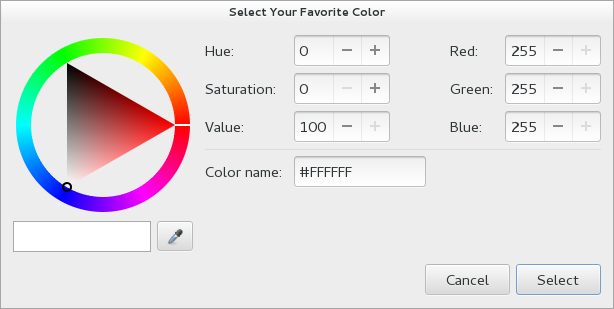 Select Your Favorite Color
Hue: 0 Red: 255
Saturation: 0 Green: 255
Value: 100 Blue: 255
Color name: #FFFFFF
Cancel Select